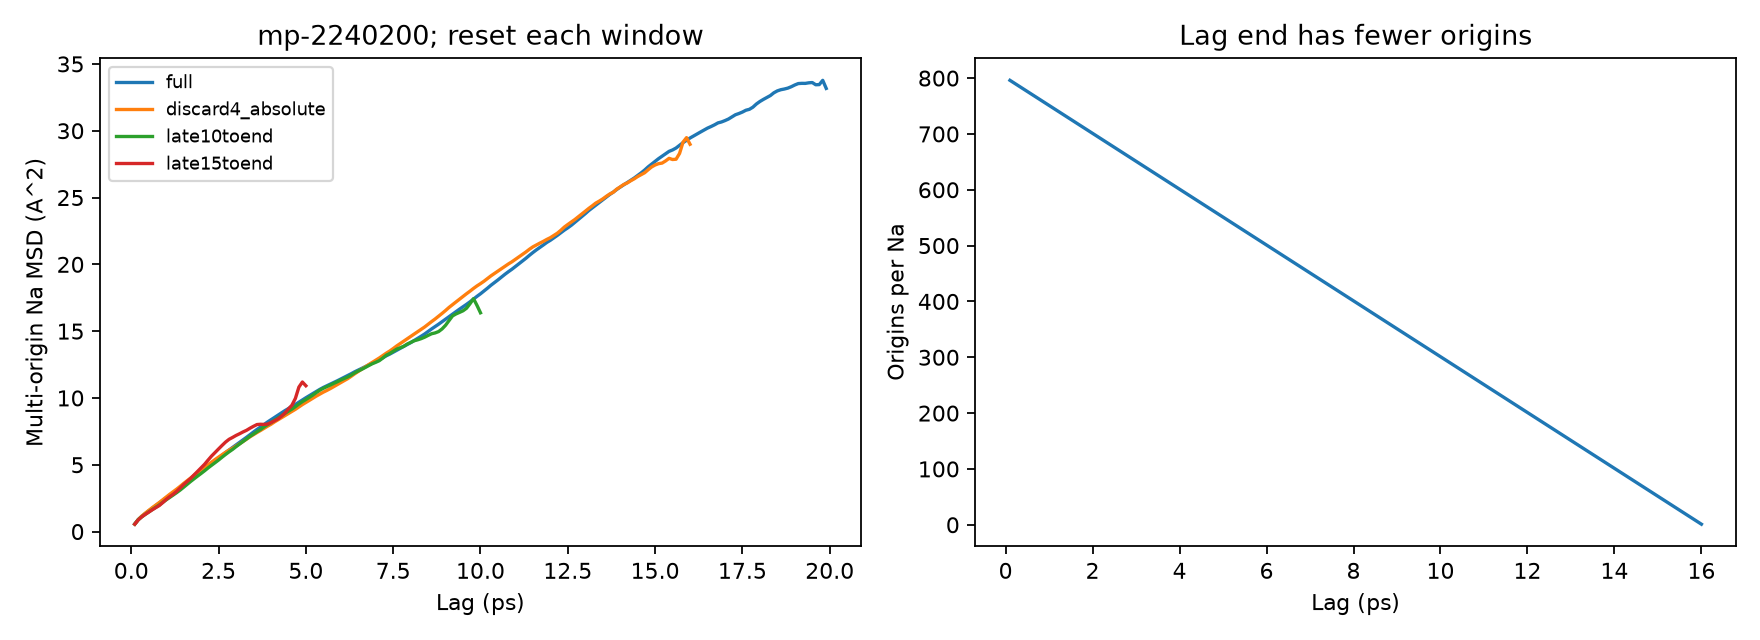 mp-2240200; reset each window
Multi-origin Na MSD (A^2)
35
30
25
20
15
10
5
0
full
discard4_absolute
late10toend
late15toend
0.0 2.5 5.0 7.5 10.0 12.5 15.0 17.5 20.0
Lag (ps)
Lag end has fewer origins
Origins per Na
800
700
600
500
400
300
200
100
0
0 2 4 6 8 10 12 14 16
Lag (ps)